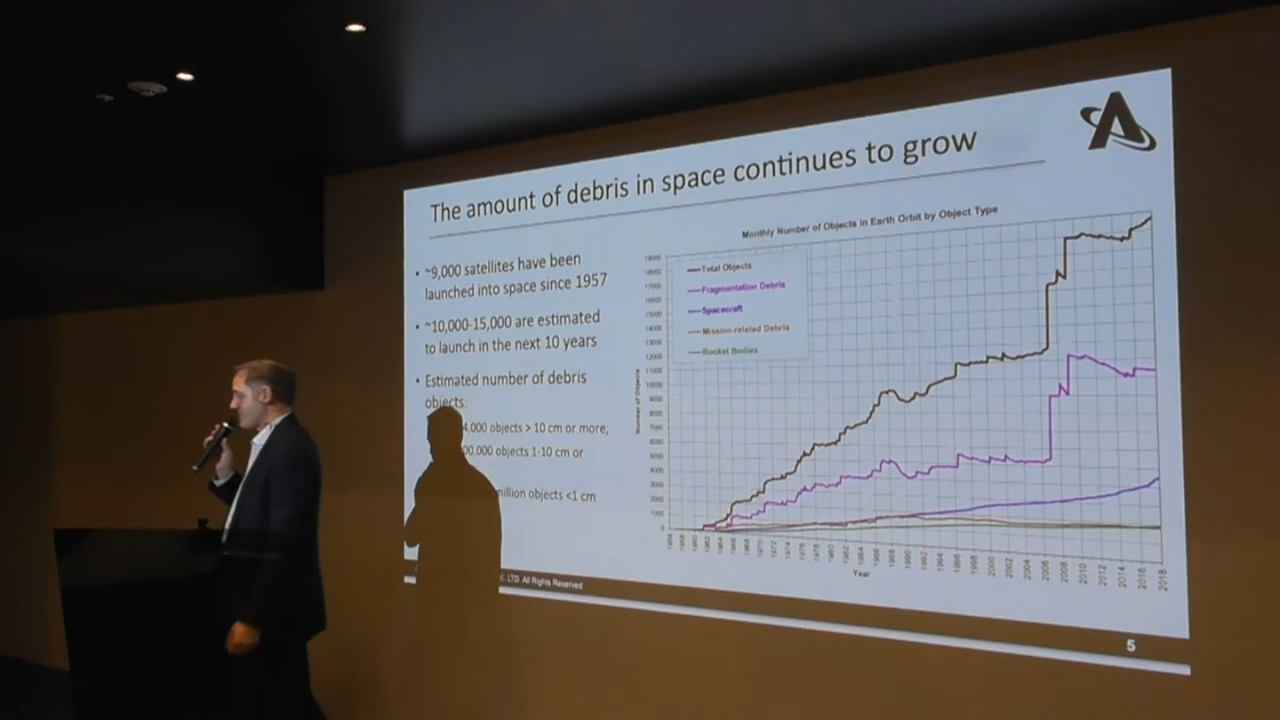 The amount of debris in space continues to grow
• ~9,000 satellites have been
launched into space since 1957
• ~10,000-15,000 are estimated
to launch in the next 10 years
• Estimated number of debris
objects:
4,000 objects > 10 cm or more;
00,000 objects 1-10 cm or
million objects <1 cm
Monthly Number of Objects in Earth Orbit by Object Type
Total Objects
Fragmentation Debris
Spacecraft
Mission-related Debris
Rocket Bodies
Number of Objects
Year
LTD. All Rights Reserved
5